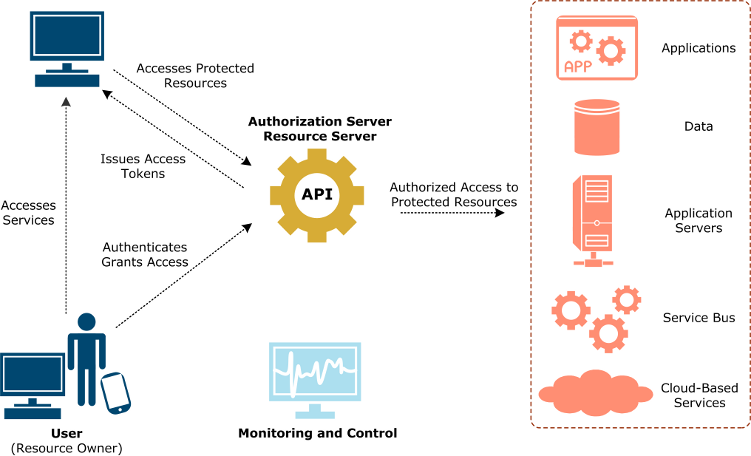 Accesses Protected
Resources
Authorization Server
Resource Server
Issues Access
Tokens
API
Accesses
Services
Authenticates
Grants Access
Authorized Access to
Protected Resources
User
(Resource Owner)
Monitoring and Control
APP
Applications
Data
Application
Servers
Service Bus
Cloud-Based
Services